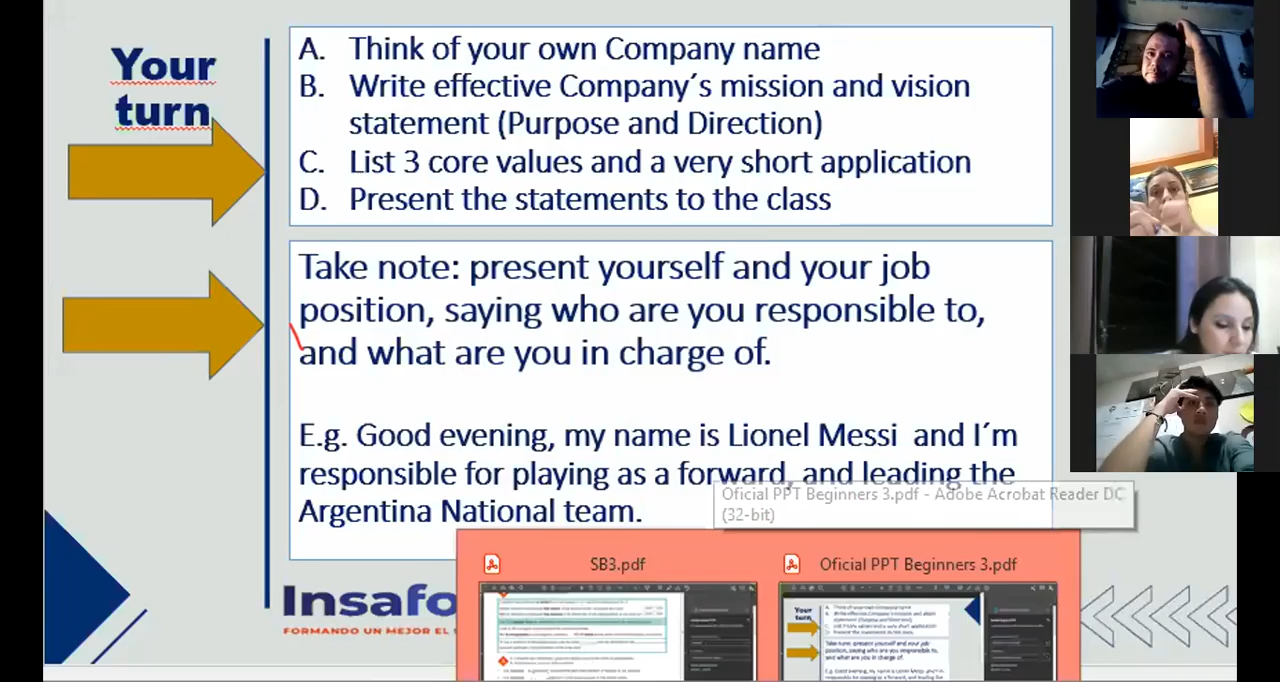 Your
turn
A. Think of your own Company name
B. Write effective Company´s mission and vision
statement (Purpose and Direction)
C. List 3 core values and a very short application
D. Present the statements to the class
Take note: present yourself and your job
position, saying who are you responsible to,
and what are you in charge of.
E.g. Good evening, my name is Lionel Messi and I´m
responsible for playing as a forward, and leading the
Argentina National team.
Oficial PPT Beginners 3.pdf - Adobe Acrobat Reader DC
(32-bit)
SB3.pdf
Oficial PPT Beginners 3.pdf
Insafo
FORMANDO UN MEJOR EL